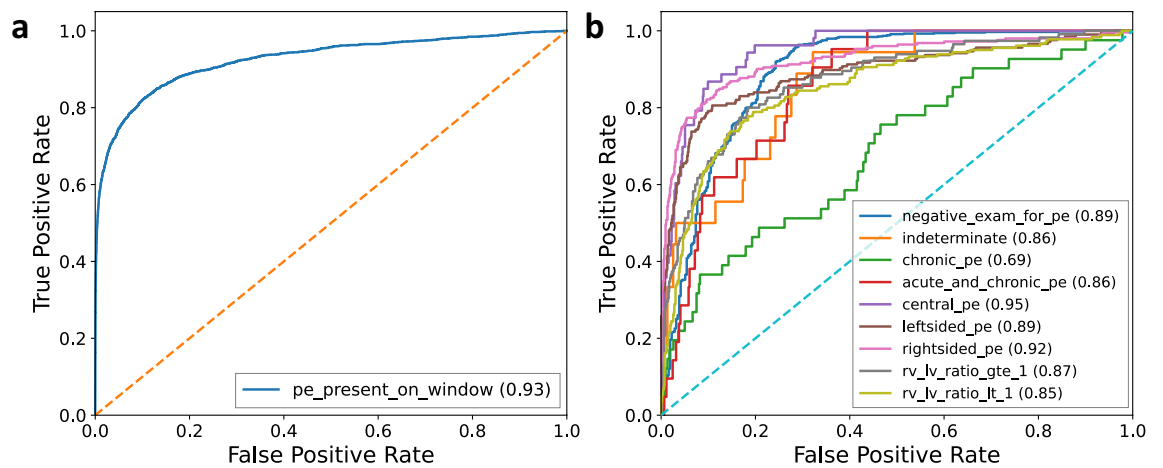 a
1.0
0.8
0.6
0.4
0.2
0.0
True Positive Rate
pe_present_on_window (0.93)
0.0 0.2 0.4 0.6 0.8 1.0
False Positive Rate
b
1.0
0.8
0.6
0.4
0.2
0.0
True Positive Rate
negative_exam_for_pe (0.89)
indeterminate (0.86)
chronic_pe (0.69)
acute_and_chronic_pe (0.86)
central_pe (0.95)
leftsided_pe (0.89)
rightsided_pe (0.92)
rv_lv_ratio_gte_1 (0.87)
rv_lv_ratio_lt_1 (0.85)
0.0 0.2 0.4 0.6 0.8 1.0
False Positive Rate